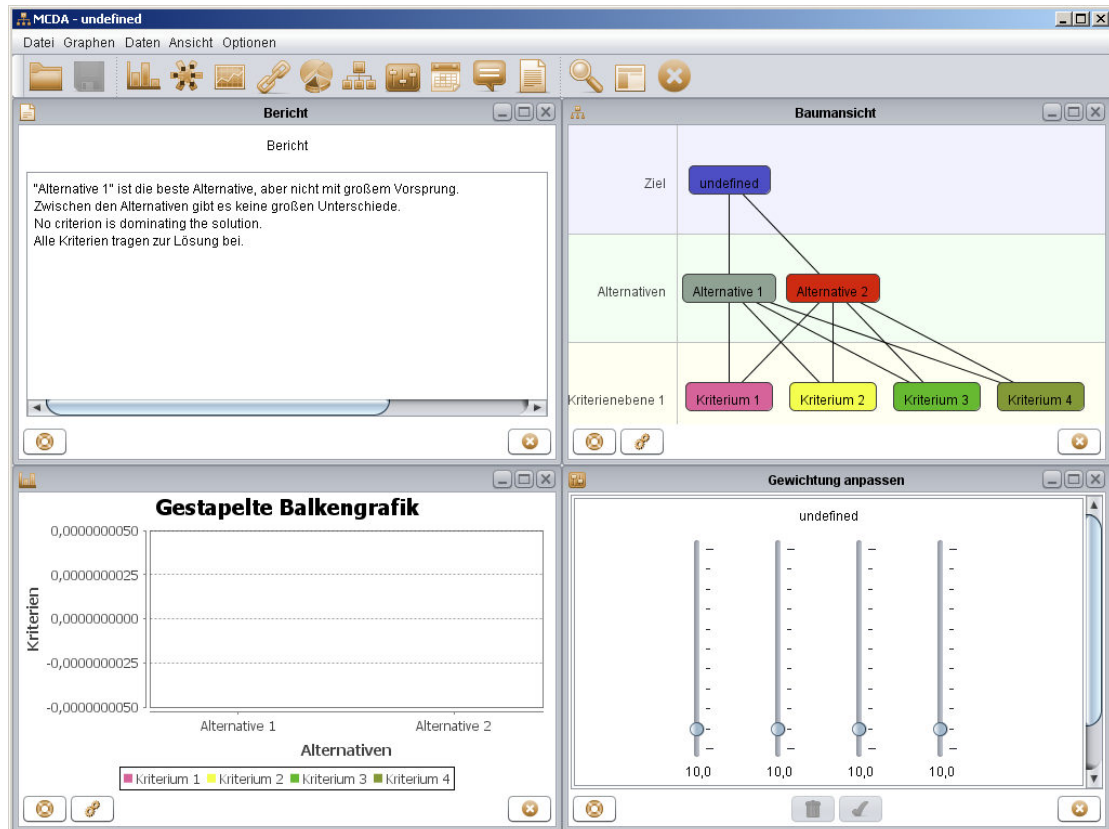 MCDA - undefined
Datei Graphen Daten Ansicht Optionen
Bericht
Bericht
"Alternative 1" ist die beste Alternative, aber nicht mit großem Vorsprung.
Zwischen den Alternativen gibt es keine großen Unterschiede.
No criterion is dominating the solution.
Alle Kriterien tragen zur Lösung bei.
Baumansicht
Ziel
undefined
Alternativen
Alternative 1
Alternative 2
Kriterienebene 1
Kriterium 1
Kriterium 2
Kriterium 3
Kriterium 4
Gestapelte Balkengrafik
0,0000000050
0,0000000025
0,0000000000
-0,0000000025
-0,0000000050
Kriterien
Alternative 1
Alternative 2
Alternativen
Kriterium 1 Kriterium 2 Kriterium 3 Kriterium 4
Gewichtung anpassen
undefined
10,0 10,0 10,0 10,0